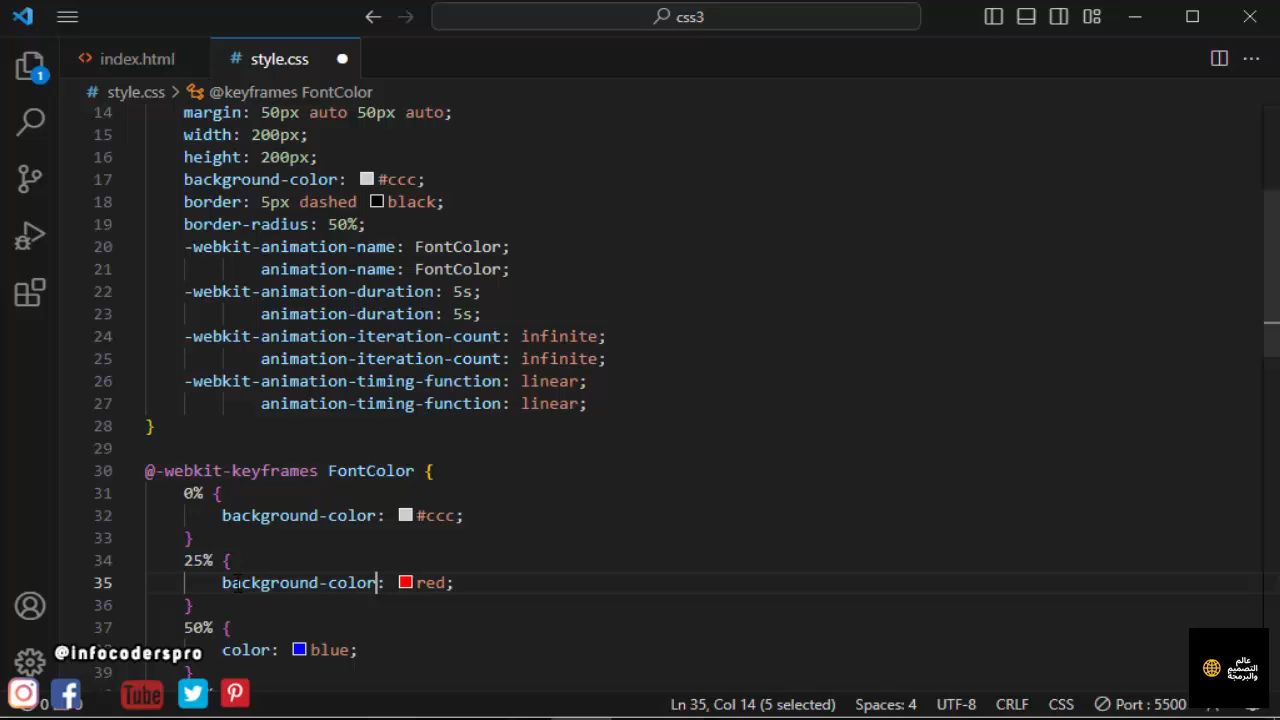 css3
index.html
style.css
1
style.css > @keyframes FontColor
14 margin: 50px auto 50px auto;
15 width: 200px;
16 height: 200px;
17 background-color: #ccc;
18 border: 5px dashed black;
19 border-radius: 50%;
20 -webkit-animation-name: FontColor;
21 animation-name: FontColor;
22 -webkit-animation-duration: 5s;
23 animation-duration: 5s;
24 -webkit-animation-iteration-count: infinite;
25 animation-iteration-count: infinite;
26 -webkit-animation-timing-function: linear;
27 animation-timing-function: linear;
28 }
29
30 @-webkit-keyframes FontColor {
31 0% {
32 background-color: #ccc;
33 }
34 25% {
35 background-color: red;
36 }
37 50% {
color: blue;
39 }
@infocoderspro
Tube
عالم
التصميم
والبرمجة
Ln 35, Col 14 (5 selected) Spaces: 4 UTF-8 CRLF CSS Port : 5500